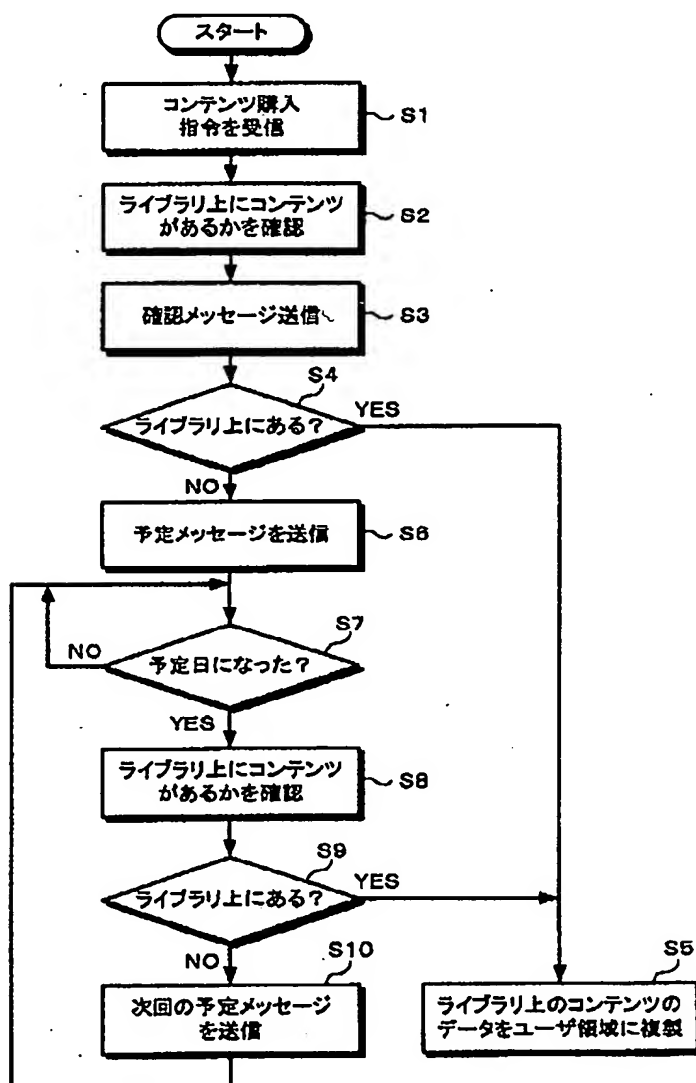 スタート
コンテンツ購入
指令を受信
S1
ライブラリ上にコンテンツ
があるかを確認
S2
確認メッセージ送信
S3
S4
ライブラリ上にある？
YES
NO
予定メッセージを送信
S6
S7
予定日になった？
NO
YES
ライブラリ上にコンテンツ
があるかを確認
S8
S9
ライブラリ上にある？
YES
NO
S10
次回の予定メッセージ
を送信
S5
ライブラリ上のコンテンツの
データをユーザ領域に複製